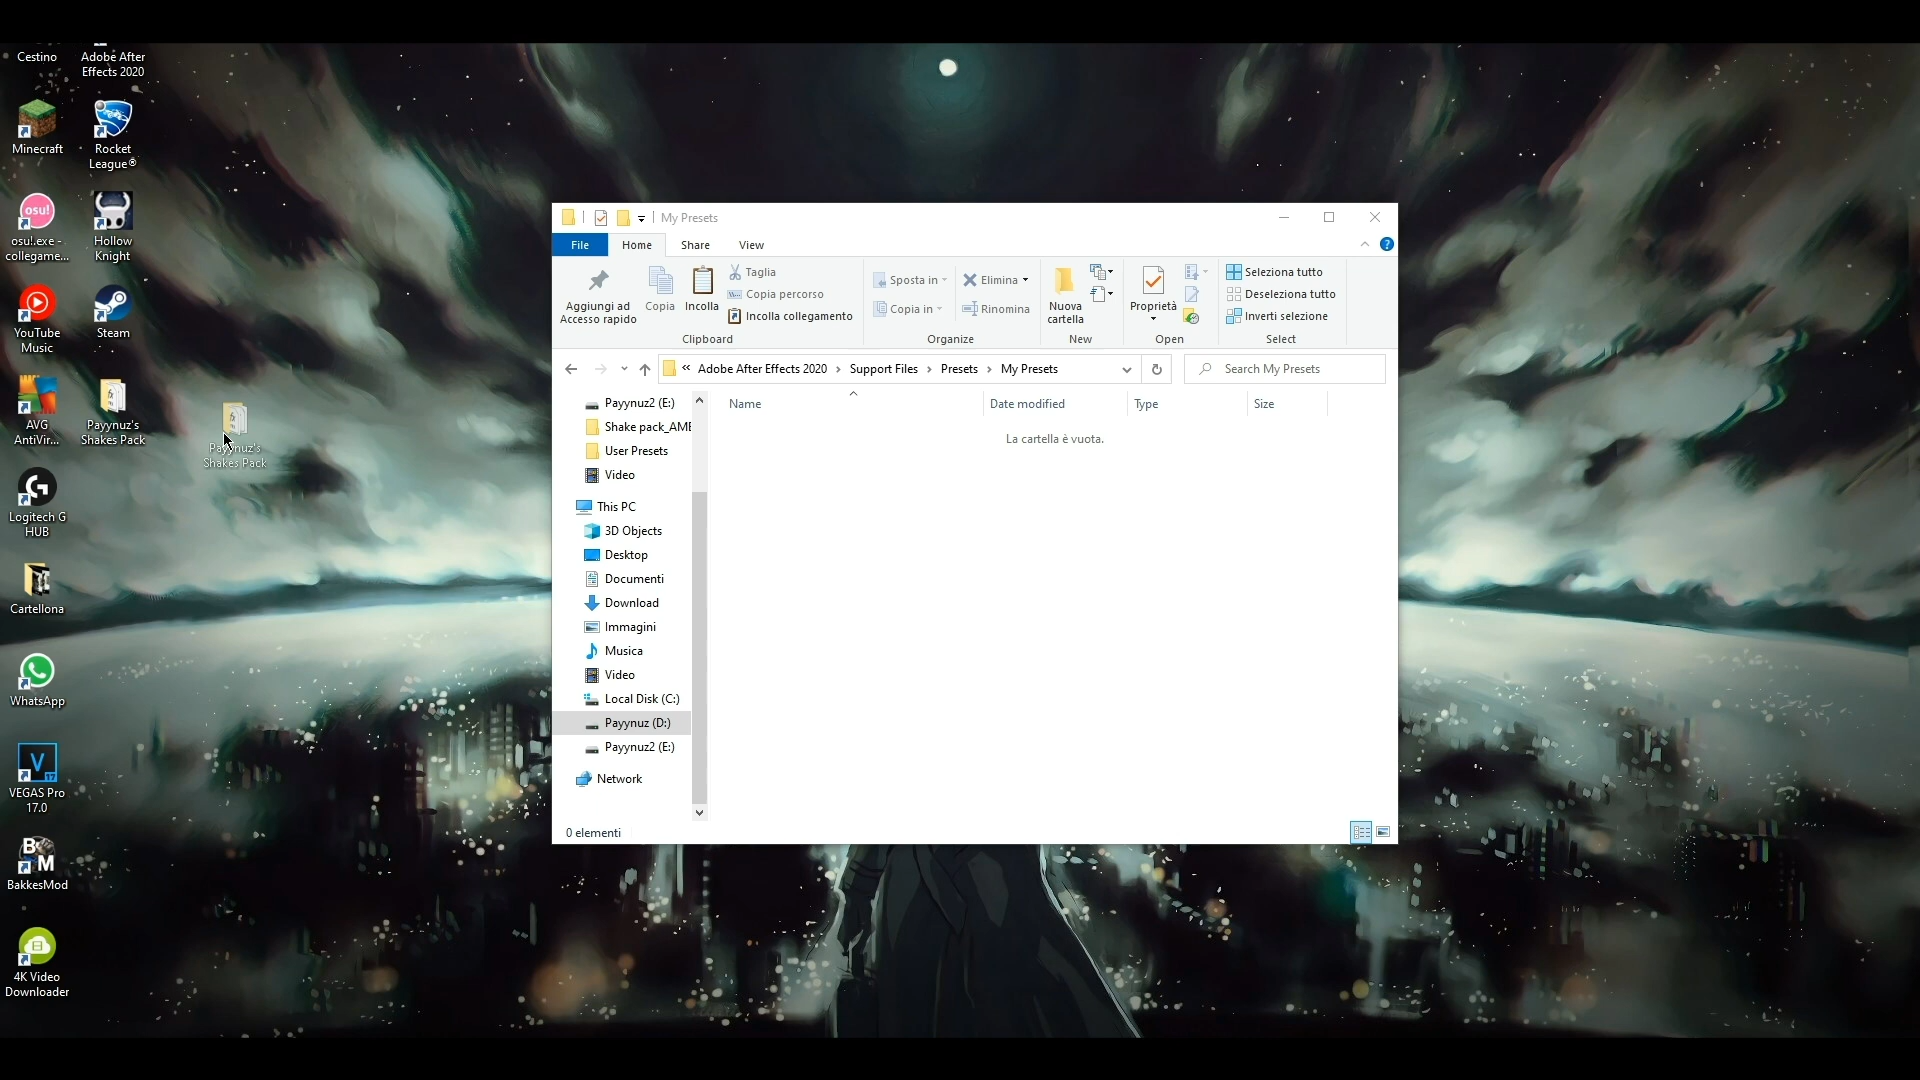 Cestino
Adobe After
Effects 2020
Minecraft
Rocket
League®
osu!
osu!.exe -
collegame...
Hollow
Knight
YouTube
Music
Steam
AVG
AntiVir...
Payynuz's
Shakes Pack
Payynuz's
Shakes Pack
Logitech G
HUB
Cartellona
WhatsApp
V
17
VEGAS Pro
17.0
B
M
BakkesMod
4K Video
Downloader
My Presets
File
Home
Share
View
Aggiungi ad
Accesso rapido
Copia
Incolla
Taglia
Copia percorso
Incolla collegamento
Clipboard
Sposta in
Copia in
Elimina
Rinomina
Organize
Nuova
cartella
New
Proprietà
Open
Seleziona tutto
Deseleziona tutto
Inverti selezione
Select
« Adobe After Effects 2020 › Support Files › Presets › My Presets
Search My Presets
Payynuz2 (E:)
Shake pack_AME
User Presets
Video
This PC
3D Objects
Desktop
Documenti
Download
Immagini
Musica
Video
Local Disk (C:)
Payynuz (D:)
Payynuz2 (E:)
Network
Name
Date modified
Type
Size
La cartella è vuota.
0 elementi